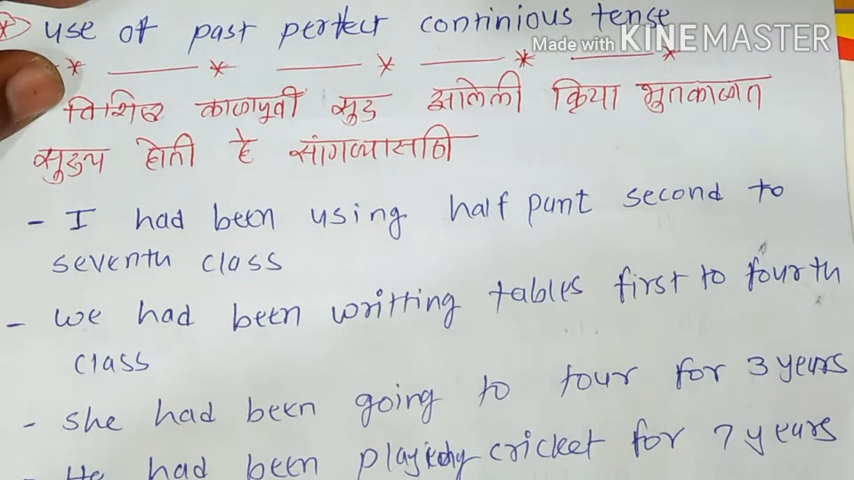 use of past perfect continious tense
Made with KINEMASTER
विशिष्ट काळापूर्वी सुरु झालेली क्रिया भुतकाळात
सुरुच होती हे सांगण्यासाठी
- I had been using half pant second to
seventh class
- we had been writting tables first to fourth
class
- she had been going to tour for 3 years
- He had been playing cricket for 7 years